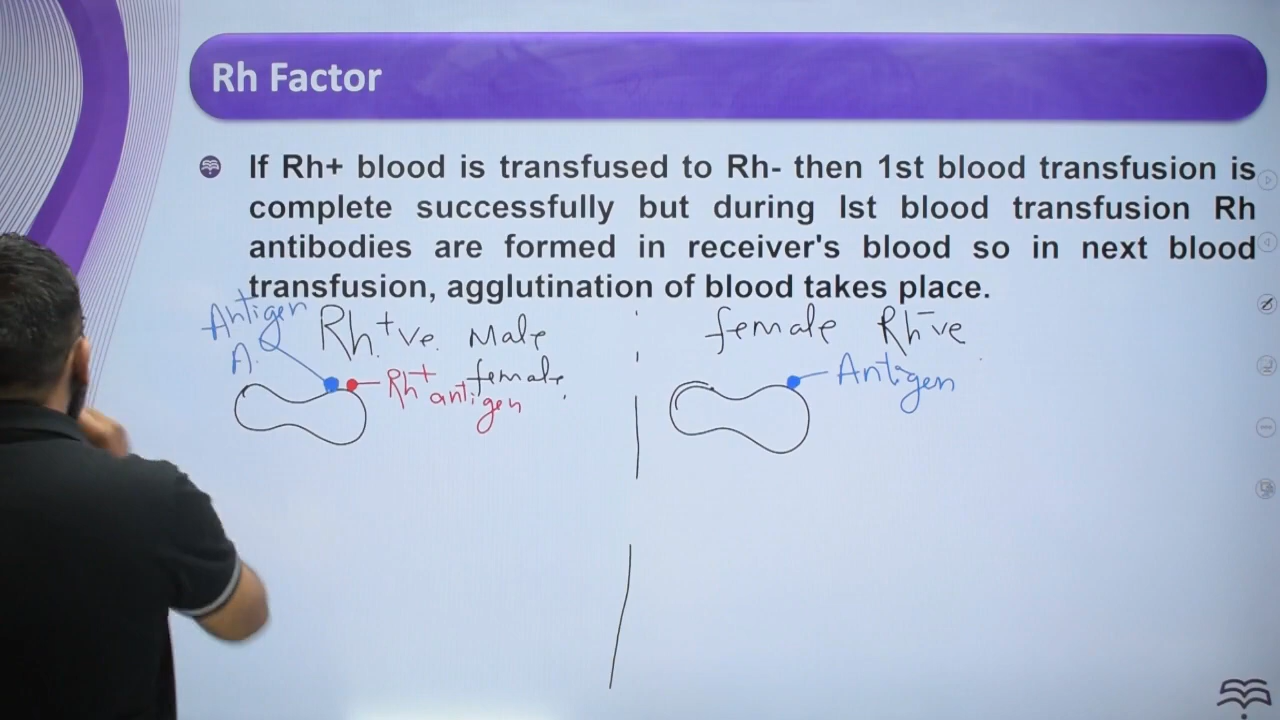 Rh Factor
If Rh+ blood is transfused to Rh- then 1st blood transfusion is
complete successfully but during Ist blood transfusion Rh
antibodies are formed in receiver's blood so in next blood
transfusion, agglutination of blood takes place.
Antigen
A.
Rh+ve. Male
female
Rh+ antigen
female Rh-ve
Antigen